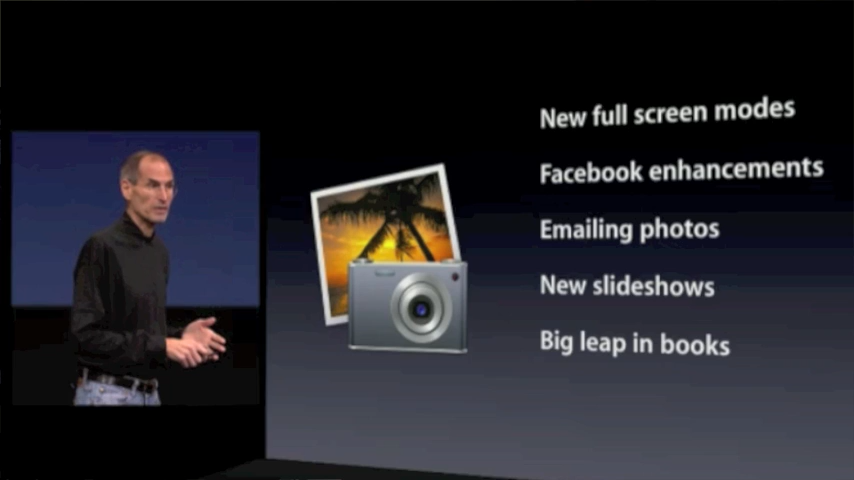 New full screen modes
Facebook enhancements
Emailing photos
New slideshows
Big leap in books